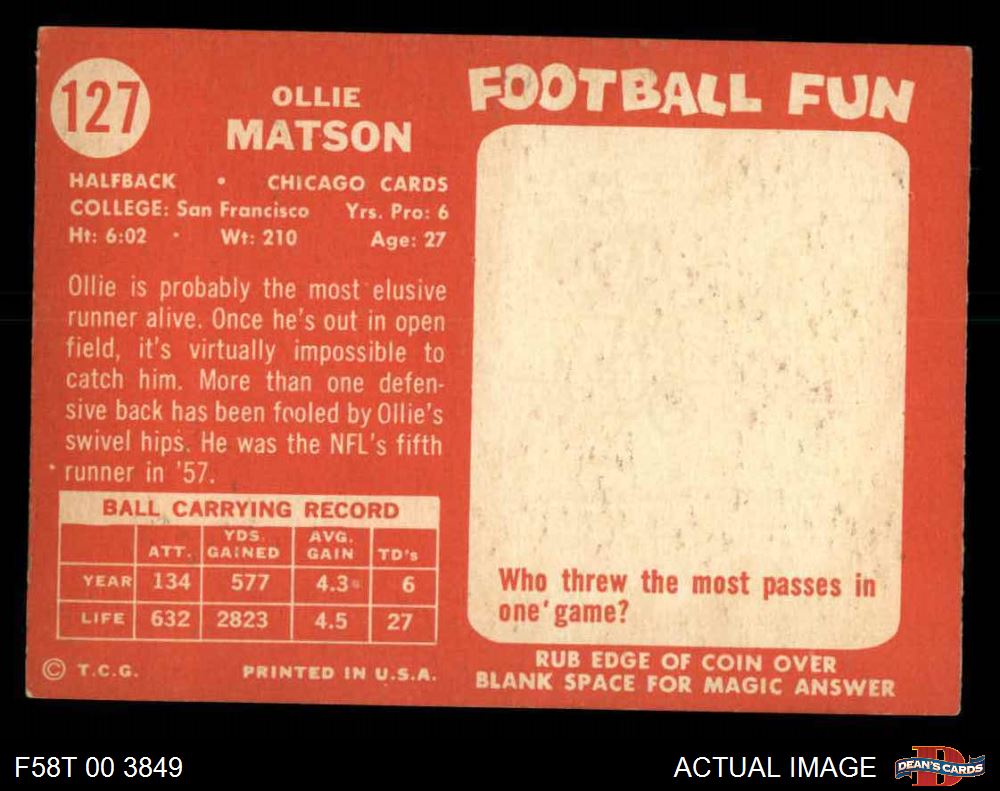 127
OLLIE
MATSON
HALFBACK • CHICAGO CARDS
COLLEGE: San Francisco Yrs. Pro: 6
Ht: 6:02 • Wt: 210 Age: 27
Ollie is probably the most elusive
runner alive. Once he's out in open
field, it's virtually impossible to
catch him. More than one defen-
sive back has been fooled by Ollie's
swivel hips. He was the NFL's fifth
runner in '57.
BALL CARRYING RECORD
ATT. YDS. GAINED AVG. GAIN TD's
YEAR 134 577 4.3 6
LIFE 632 2823 4.5 27
© T.C.G. PRINTED IN U.S.A.
FOOTBALL FUN
Who threw the most passes in
one game?
RUB EDGE OF COIN OVER
BLANK SPACE FOR MAGIC ANSWER
F58T 00 3849
ACTUAL IMAGE
DEAN'S CARDS